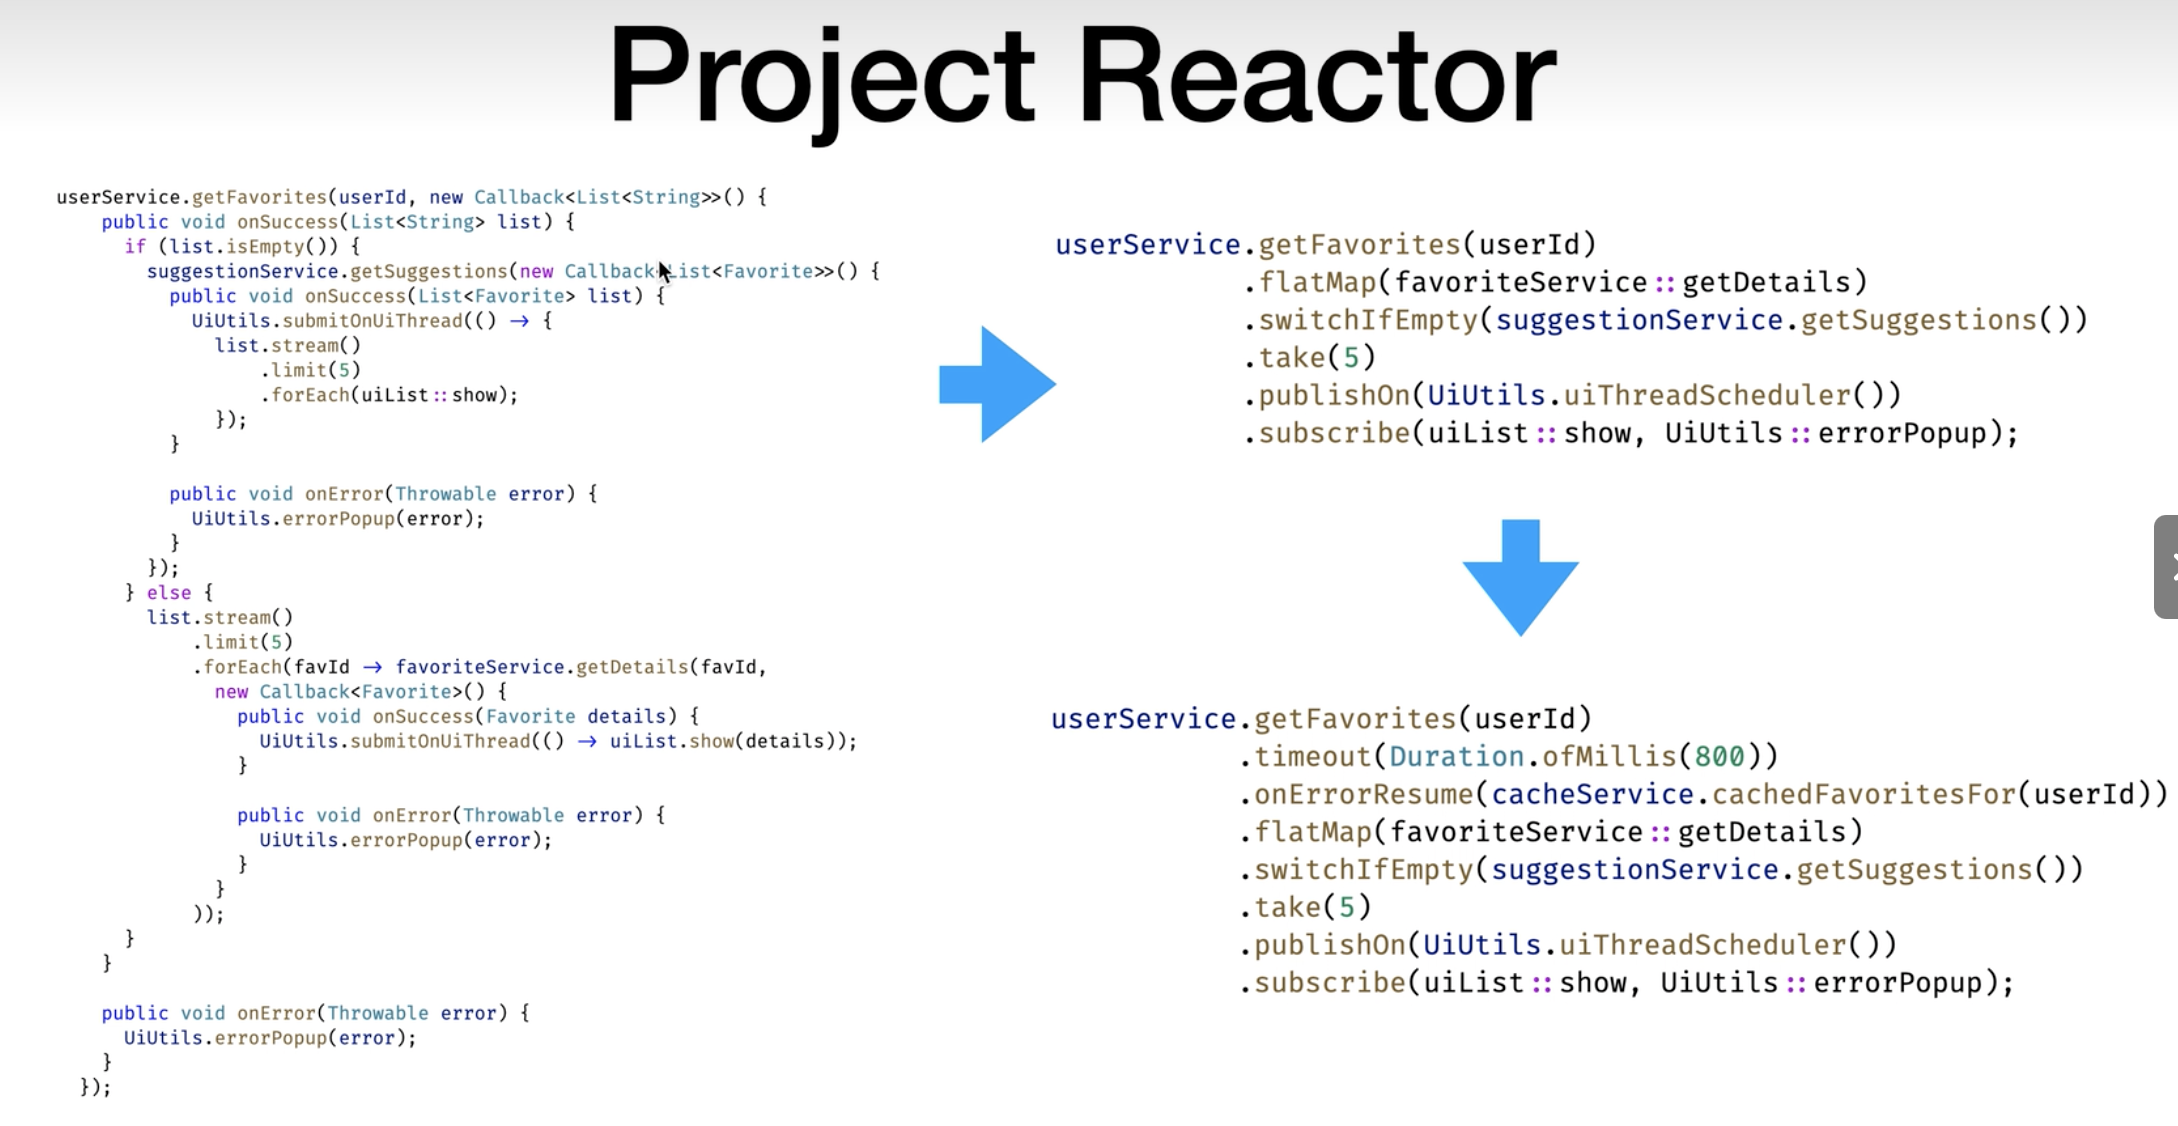 Project Reactor
userService.getFavorites(userId, new Callback<List<String>>() {
public void onSuccess(List<String> list) {
if (list.isEmpty()) {
suggestionService.getSuggestions(new Callback List<Favorite>>() {
public void onSuccess(List<Favorite> list) {
UiUtils.submitOnUiThread(() → {
list.stream()
.limit(5)
.forEach(uiList::show);
});
}
public void onError(Throwable error) {
UiUtils.errorPopup(error);
}
});
} else {
list.stream()
.limit(5)
.forEach(favId → favoriteService.getDetails(favId,
new Callback<Favorite>() {
public void onSuccess(Favorite details) {
UiUtils.submitOnUiThread(() → uiList.show(details));
}
public void onError(Throwable error) {
UiUtils.errorPopup(error);
}
}
));
}
}
public void onError(Throwable error) {
UiUtils.errorPopup(error);
}
});
userService.getFavorites(userId)
.flatMap(favoriteService::getDetails)
.switchIfEmpty(suggestionService.getSuggestions())
.take(5)
.publishOn(UiUtils.uiThreadScheduler())
.subscribe(uiList::show, UiUtils::errorPopup);
userService.getFavorites(userId)
.timeout(Duration.ofMillis(800))
.onErrorResume(cacheService.cachedFavoritesFor(userId))
.flatMap(favoriteService::getDetails)
.switchIfEmpty(suggestionService.getSuggestions())
.take(5)
.publishOn(UiUtils.uiThreadScheduler())
.subscribe(uiList::show, UiUtils::errorPopup);